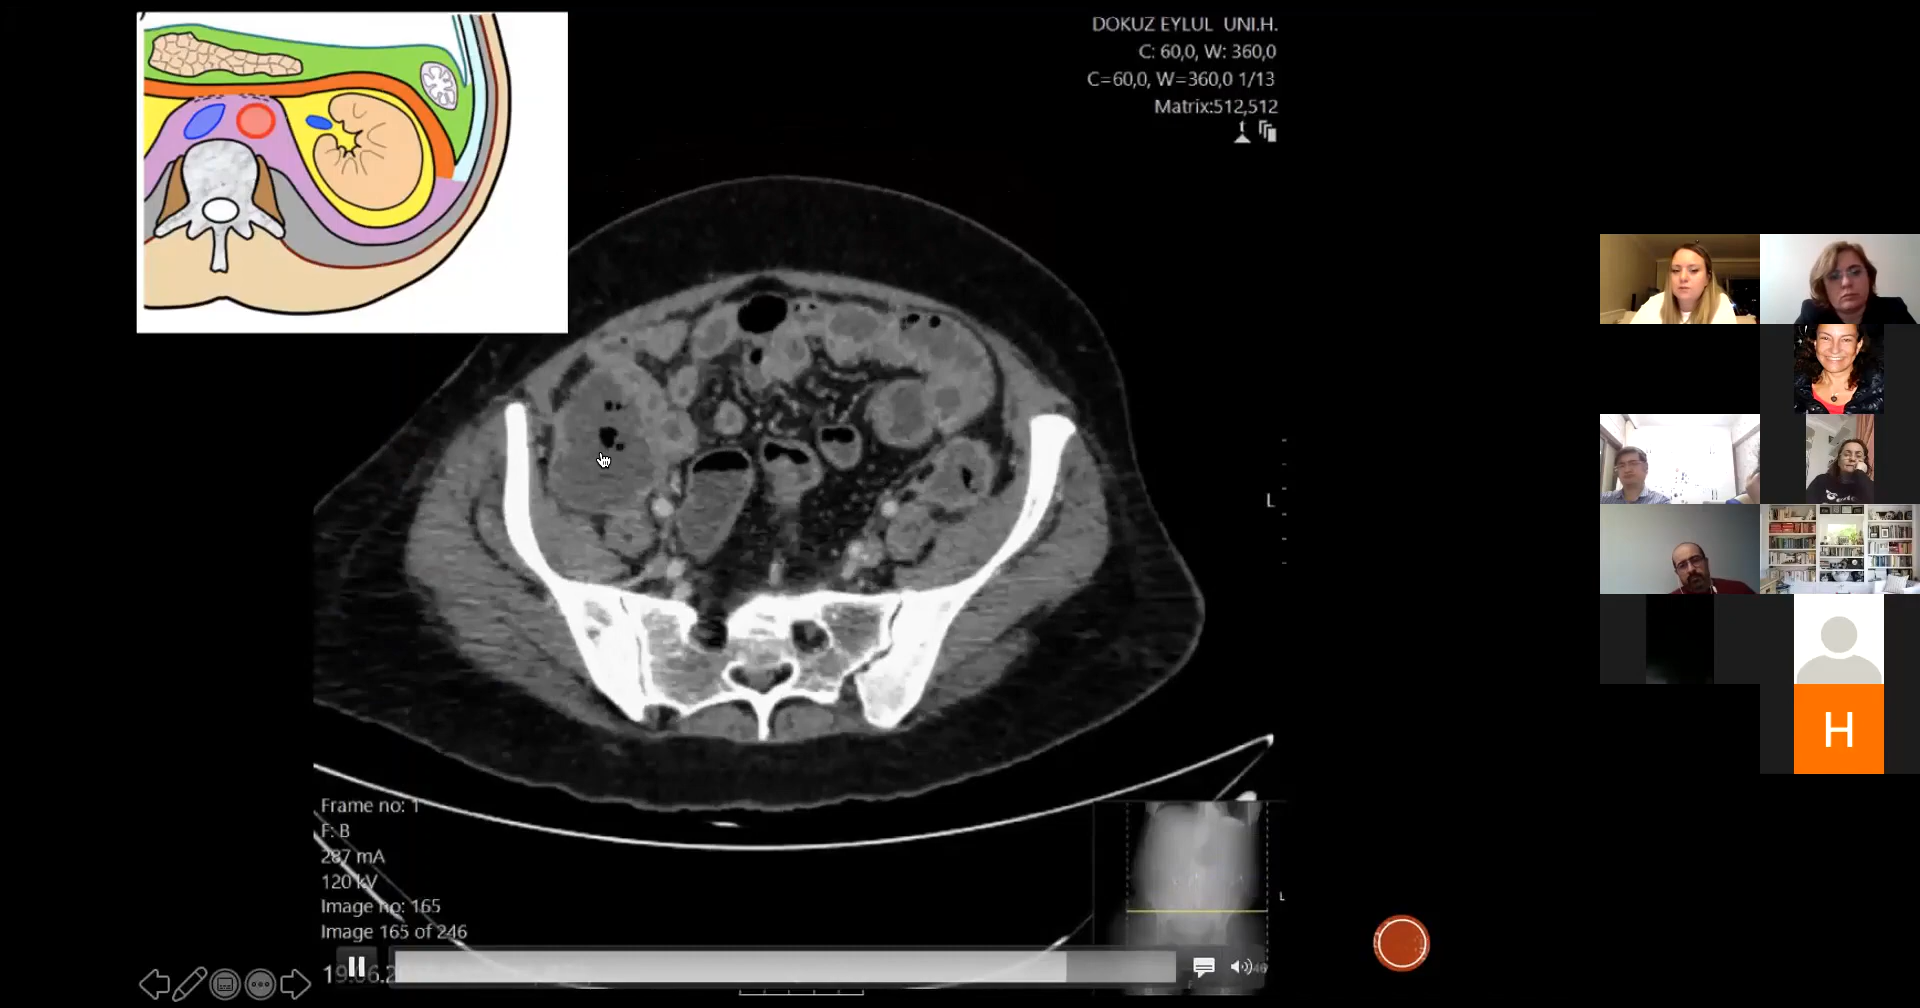 DOKUZ EYLUL UNI.H.
C: 60,0, W: 360,0
C=60,0, W=360,0 1/13
Matrix:512,512
L
Frame no: 1
F: B
287 mA
120 kV
Image no: 165
Image 165 of 246
L
H